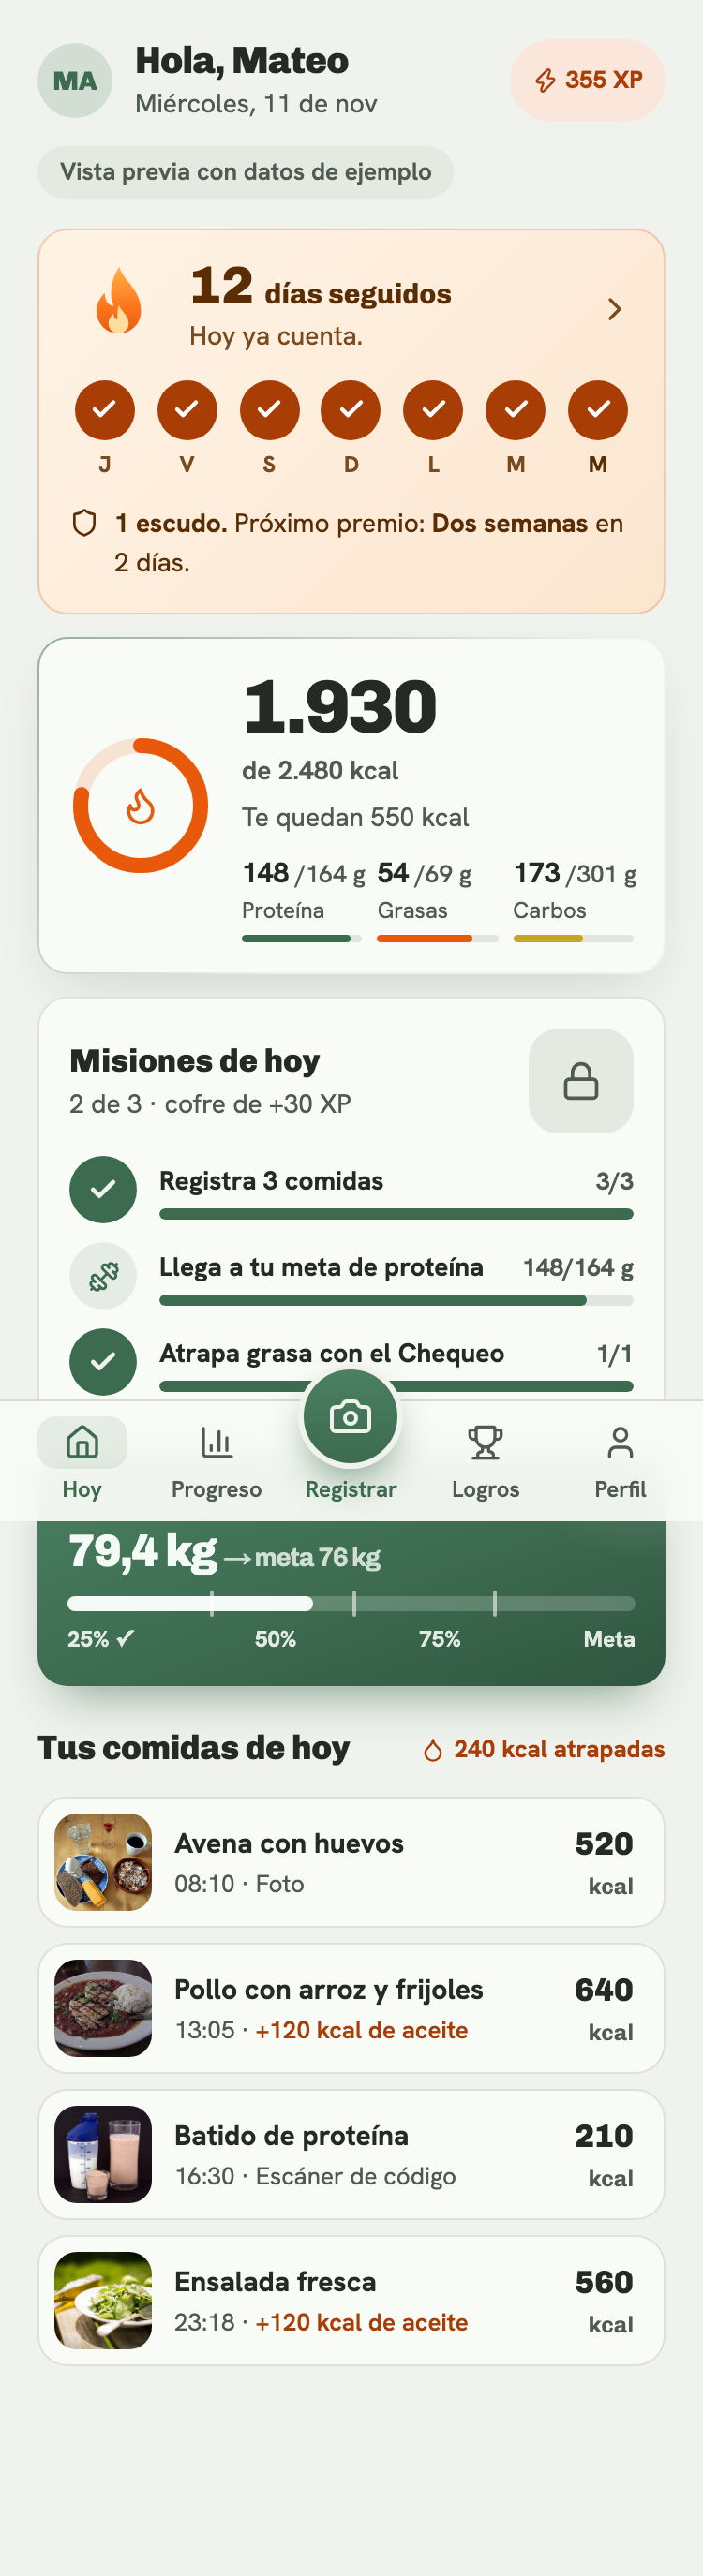 MA
Hola, Mateo
Miércoles, 11 de nov
355 XP
Vista previa con datos de ejemplo
12 días seguidos
Hoy ya cuenta.
J V S D L M M
1 escudo. Próximo premio: Dos semanas en
2 días.
1.930
de 2.480 kcal
Te quedan 550 kcal
148 /164 g 54 /69 g 173 /301 g
Proteína Grasas Carbos
Misiones de hoy
2 de 3 · cofre de +30 XP
Registra 3 comidas 3/3
Llega a tu meta de proteína 148/164 g
Atrapa grasa con el Chequeo 1/1
Hoy Progreso Registrar Logros Perfil
79,4 kg → meta 76 kg
25% ✓ 50% 75% Meta
Tus comidas de hoy 240 kcal atrapadas
Avena con huevos 520
08:10 · Foto kcal
Pollo con arroz y frijoles 640
13:05 · +120 kcal de aceite kcal
Batido de proteína 210
16:30 · Escáner de código kcal
Ensalada fresca 560
23:18 · +120 kcal de aceite kcal